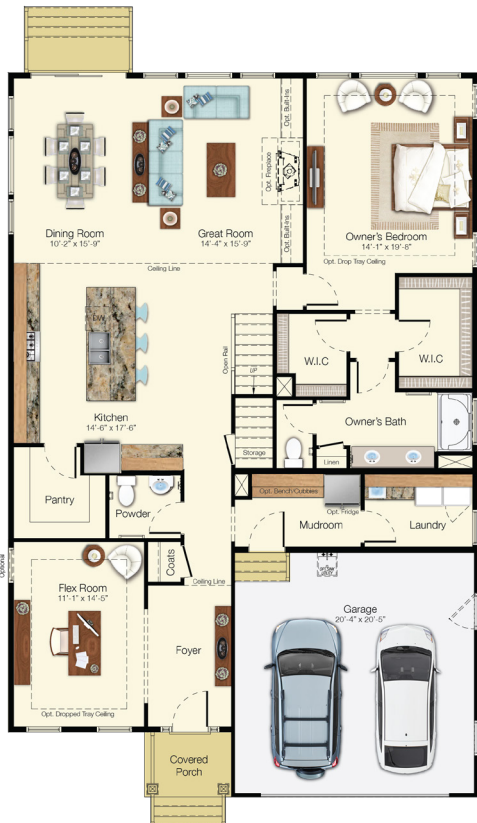 Opt. Built-Ins
Opt. Fireplace
Opt. Built-Ins
Dining Room
10'-2" x 15'-9"
Great Room
14'-4" x 15'-9"
Owner's Bedroom
14'-1" x 19'-6"
Opt. Drop Tray Ceiling
Ceiling Line
DW
Open Rail
UP
W.I.C
W.I.C
Kitchen
14'-6" x 17'-6"
Owner's Bath
Storage
Linen
Pantry
Powder
Opt. Bench/Cubbies
Opt. Fridge
Mudroom
Laundry
Coats
Optional
Ceiling Line
Flex Room
11'-1" x 14'-5"
Garage
20'-4" x 20'-5"
Foyer
Opt. Dropped Tray Ceiling
Covered
Porch